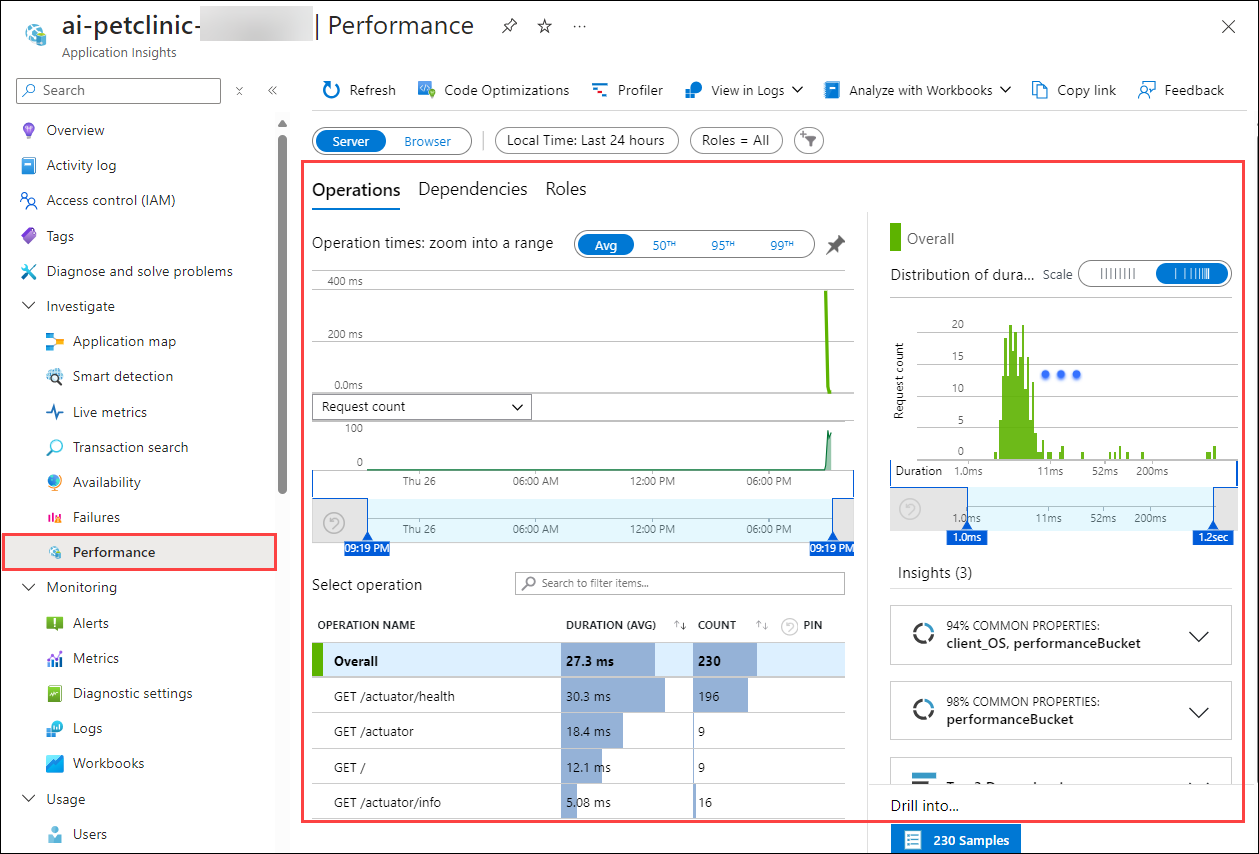 ai-petclinic- | Performance
Application Insights
Search
Refresh
Code Optimizations
Profiler
View in Logs
Analyze with Workbooks
Copy link
Feedback
Overview
Activity log
Access control (IAM)
Tags
Diagnose and solve problems
Investigate
Application map
Smart detection
Live metrics
Transaction search
Availability
Failures
Performance
Monitoring
Alerts
Metrics
Diagnostic settings
Logs
Workbooks
Usage
Users
Server Browser
Local Time: Last 24 hours
Roles = All
Operations Dependencies Roles
Operation times: zoom into a range
Avg 50TH 95TH 99TH
400 ms
200 ms
0.0ms
Request count
100
0
Thu 26 06:00 AM 12:00 PM 06:00 PM
Thu 26 06:00 AM 12:00 PM 06:00 PM
09:19 PM 09:19 PM
Select operation
Search to filter items...
OPERATION NAME DURATION (AVG) COUNT PIN
Overall 27.3 ms 230
GET /actuator/health 30.3 ms 196
GET /actuator 18.4 ms 9
GET / 12.1 ms 9
GET /actuator/info 5.08 ms 16
Overall
Distribution of dura... Scale
Request count
20
15
10
5
0
Duration 1.0ms 11ms 52ms 200ms
1.0ms 11ms 52ms 200ms
1.0ms 1.2sec
Insights (3)
94% COMMON PROPERTIES:
client_OS, performanceBucket
98% COMMON PROPERTIES:
performanceBucket
Drill into...
230 Samples